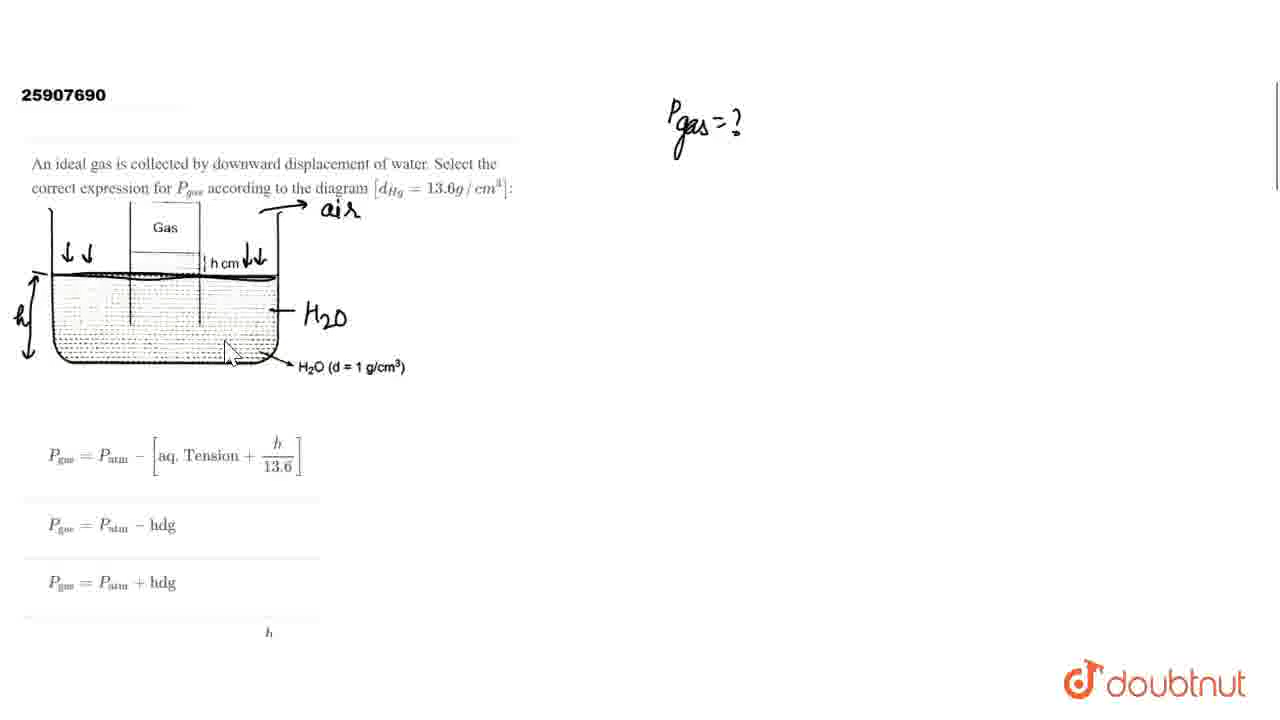 25907690
P gas = ?
An ideal gas is collected by downward displacement of water. Select the
correct expression for P_gas according to the diagram [d_Hg = 13.6g / cm³]:
air
Gas
h cm
h
H₂O
H₂O (d = 1 g/cm³)
P_gas = P_atm − [aq. Tension + h/13.6]
P_gas = P_atm − hdg
P_gas = P_atm + hdg
h
doubtnut